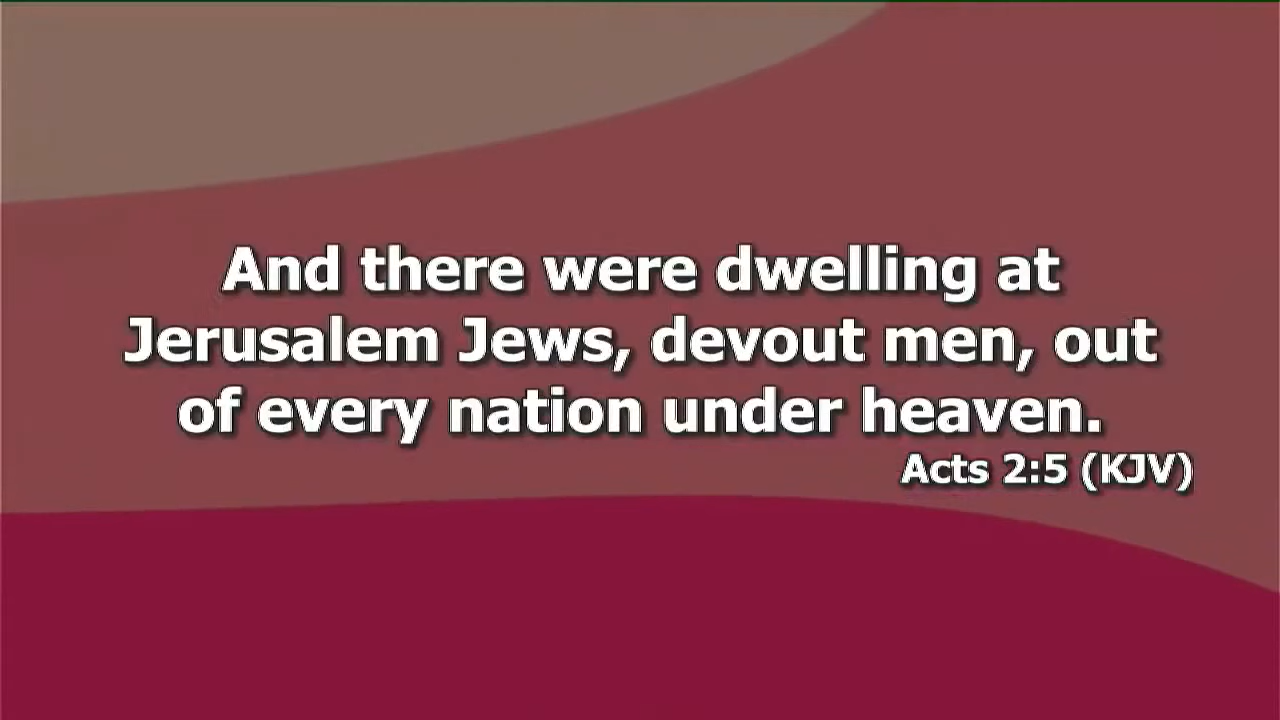 And there were dwelling at
Jerusalem Jews, devout men, out
of every nation under heaven.
Acts 2:5 (KJV)